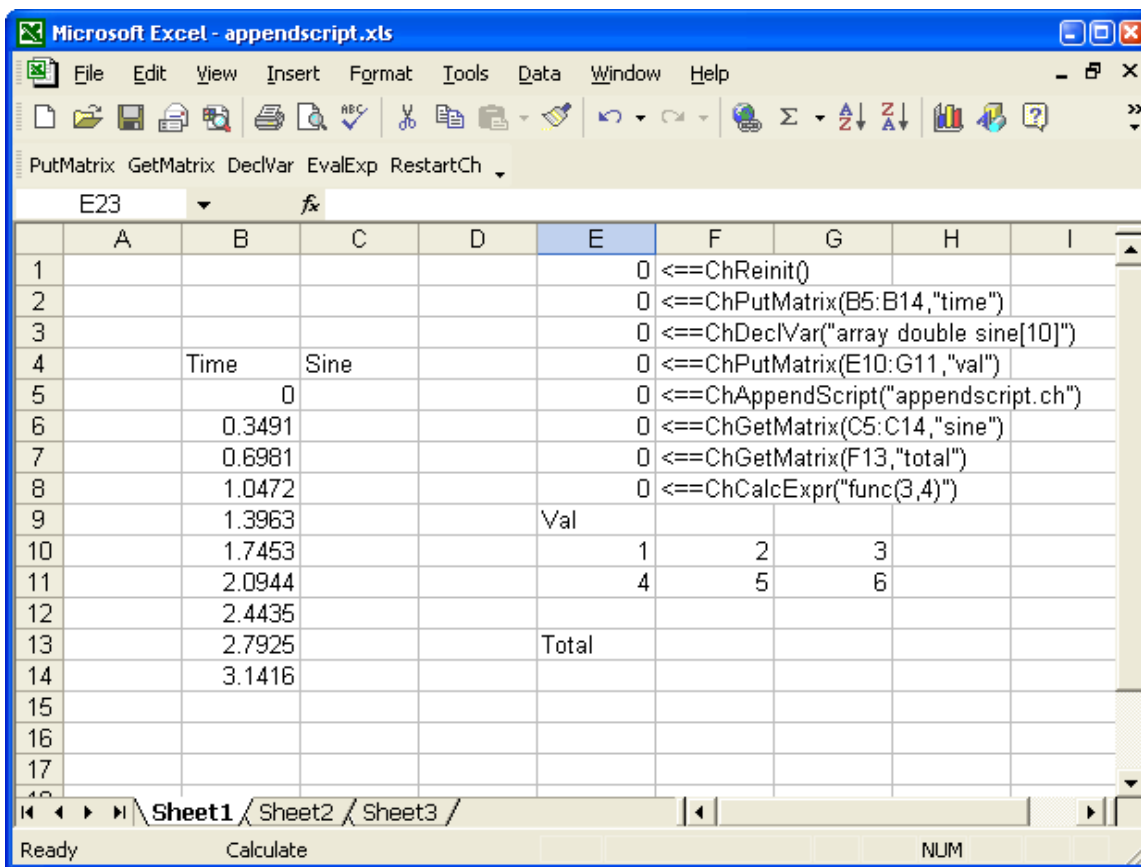 Microsoft Excel - appendscript.xls
File Edit View Insert Format Tools Data Window Help
PutMatrix GetMatrix DeclVar EvalExp RestartCh
E23 fx
A B C D E F G H I
1 0 <==ChReinit()
2 0 <==ChPutMatrix(B5:B14,"time")
3 0 <==ChDeclVar("array double sine[10]")
4 Time Sine 0 <==ChPutMatrix(E10:G11,"val")
5 0 0 <==ChAppendScript("appendscript.ch")
6 0.3491 0 <==ChGetMatrix(C5:C14,"sine")
7 0.6981 0 <==ChGetMatrix(F13,"total")
8 1.0472 0 <==ChCalcExpr("func(3,4)")
9 1.3963 Val
10 1.7453 1 2 3
11 2.0944 4 5 6
12 2.4435
13 2.7925 Total
14 3.1416
15
16
17
Sheet1 Sheet2 Sheet3
Ready Calculate NUM